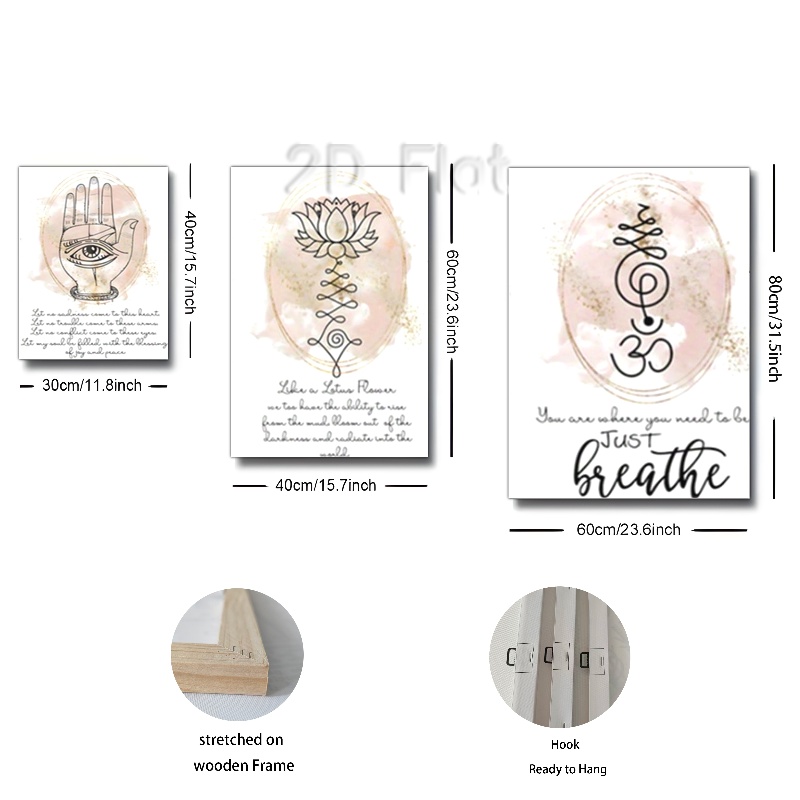 2D Flat
40cm/15.7inch
Let no sadness come to this heart
Let no trouble come to these arms
Let no conflict come to these eyes
Let my soul be filled with the blessing
of joy and peace
30cm/11.8inch
60cm/23.6inch
Like a Lotus Flower
we too have the ability to rise
from the mud bloom out of the
darkness and radiate into the
world
40cm/15.7inch
80cm/31.5inch
ॐ
You are where you need to be
JUST
breathe
60cm/23.6inch
stretched on
wooden Frame
Hook
Ready to Hang